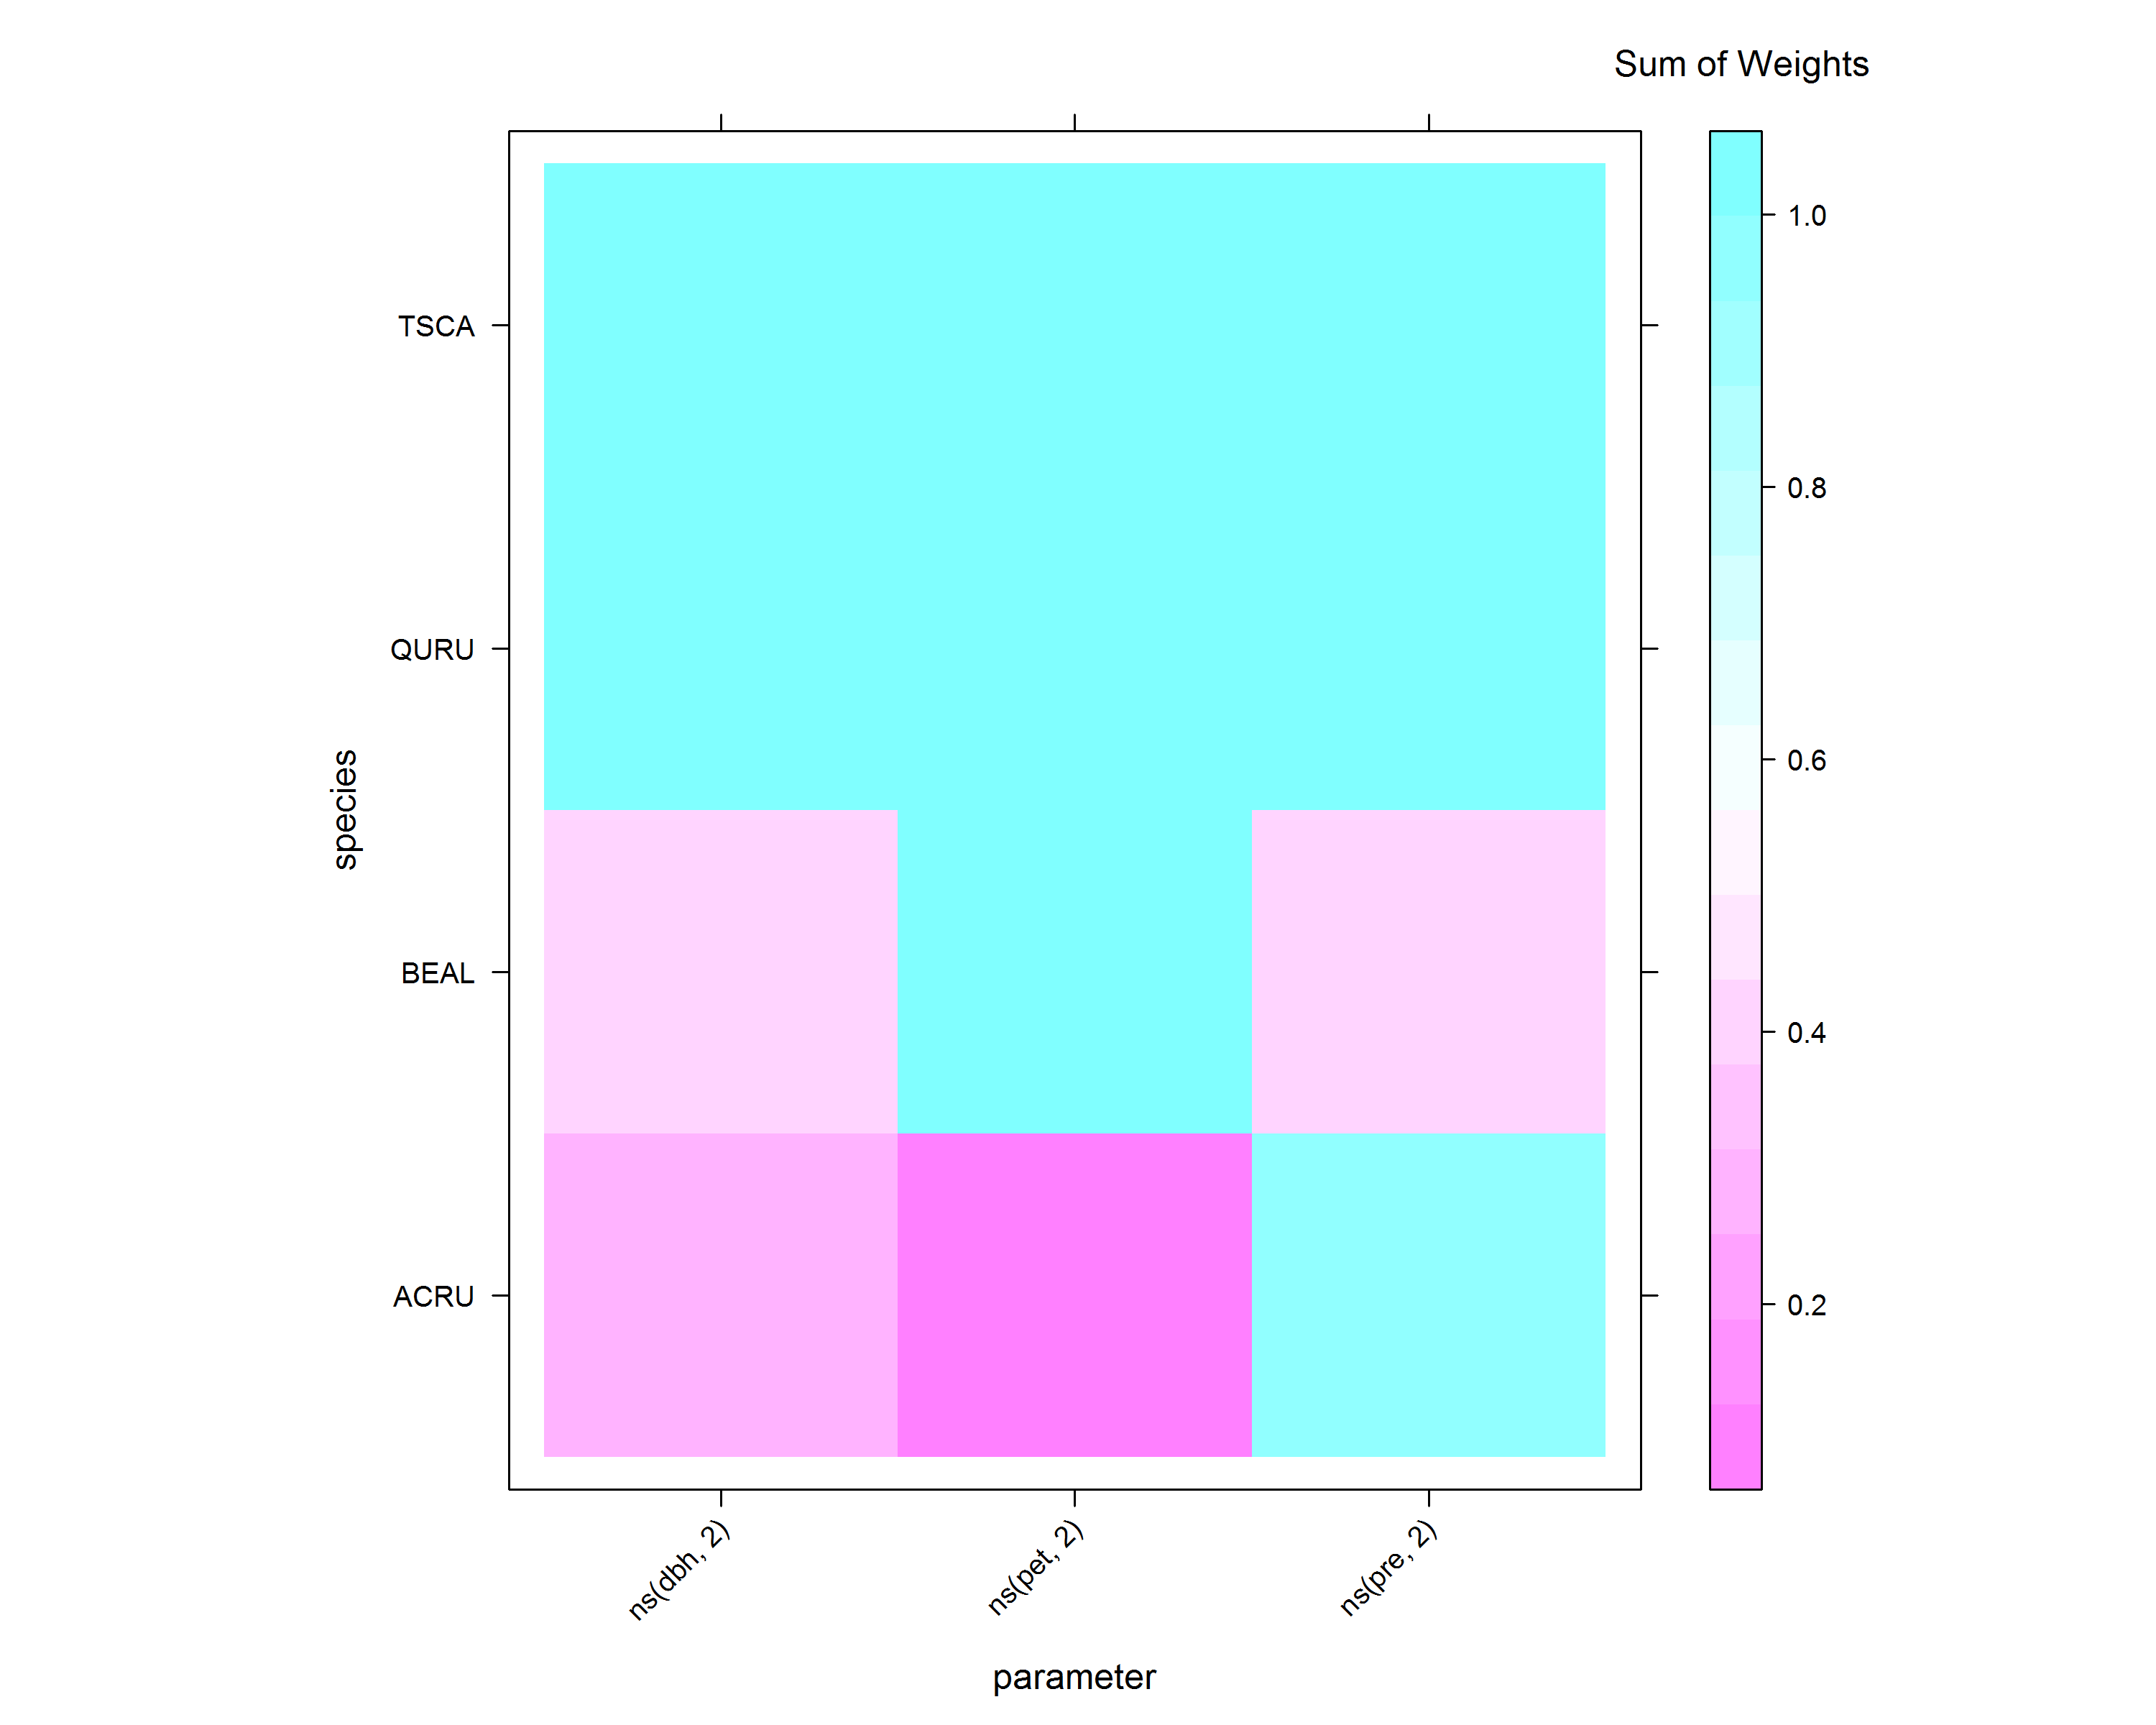 Sum of Weights
1.0
0.8
0.6
0.4
0.2
TSCA
QURU
BEAL
ACRU
species
ns(dbh, 2)
ns(pet, 2)
ns(pre, 2)
parameter